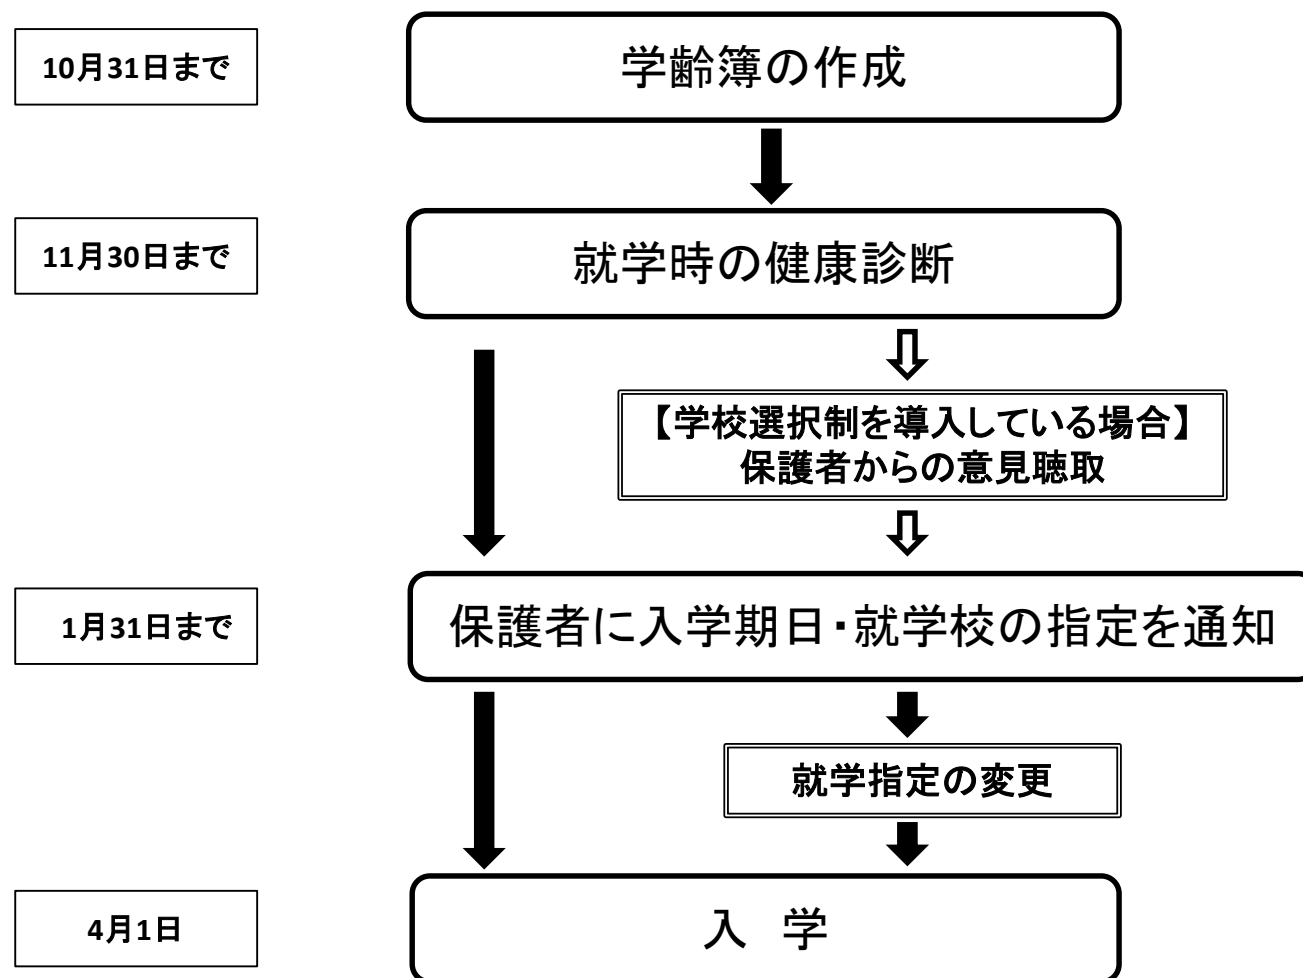 10月31日まで
学齢簿の作成
11月30日まで
就学時の健康診断
【学校選択制を導入している場合】
保護者からの意見聴取
1月31日まで
保護者に入学期日・就学校の指定を通知
就学指定の変更
4月1日
入　学